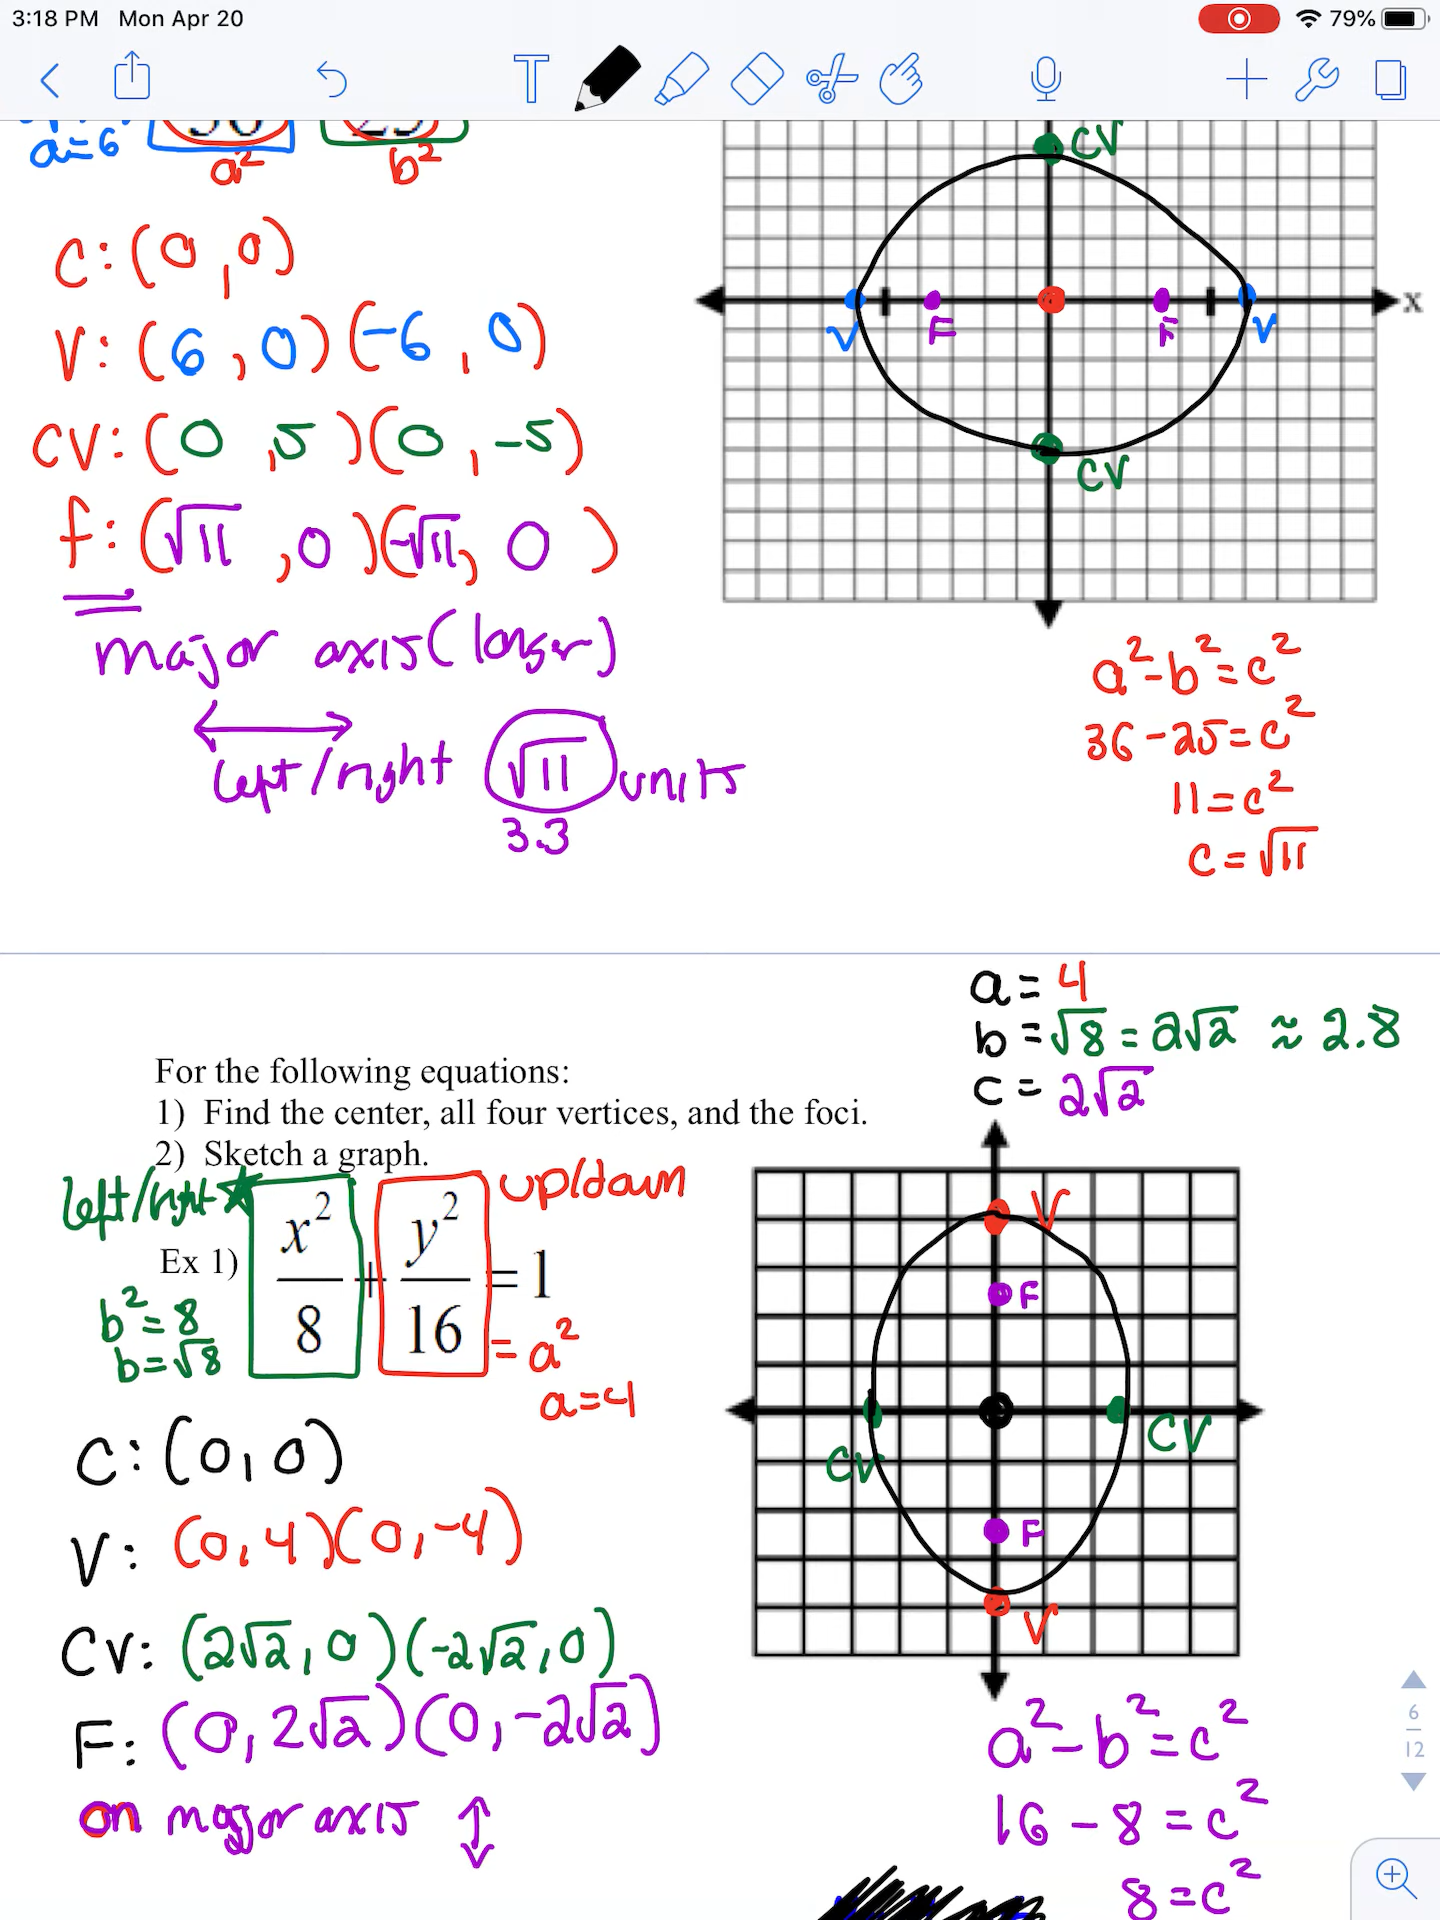 3:18 PM Mon Apr 20
79%
a=6
a²
b²
CV
C: (0, 0)
x
V: (6, 0)(-6, 0)
V F F V
CV: (0, 5)(0, -5)
CV
f: (√11, 0)(-√11, 0)
major axis (longer)
a² - b² = c²
left/right √11 units
36 - 25 = c²
11 = c²
3.3
c = √11
a = 4
b = √8 = 2√2 ≈ 2.8
c = 2√2
For the following equations:
1) Find the center, all four vertices, and the foci.
2) Sketch a graph.
left/right
up/down
Ex 1) x²/8 + y²/16 = 1
b² = 8
b = √8
= a²
a = 4
V
F
CV
CV
F
V
C: (0, 0)
V: (0, 4)(0, -4)
CV: (2√2, 0)(-2√2, 0)
F: (0, 2√2)(0, -2√2)
on major axis
a² - b² = c²
16 - 8 = c²
8 = c²
6
12